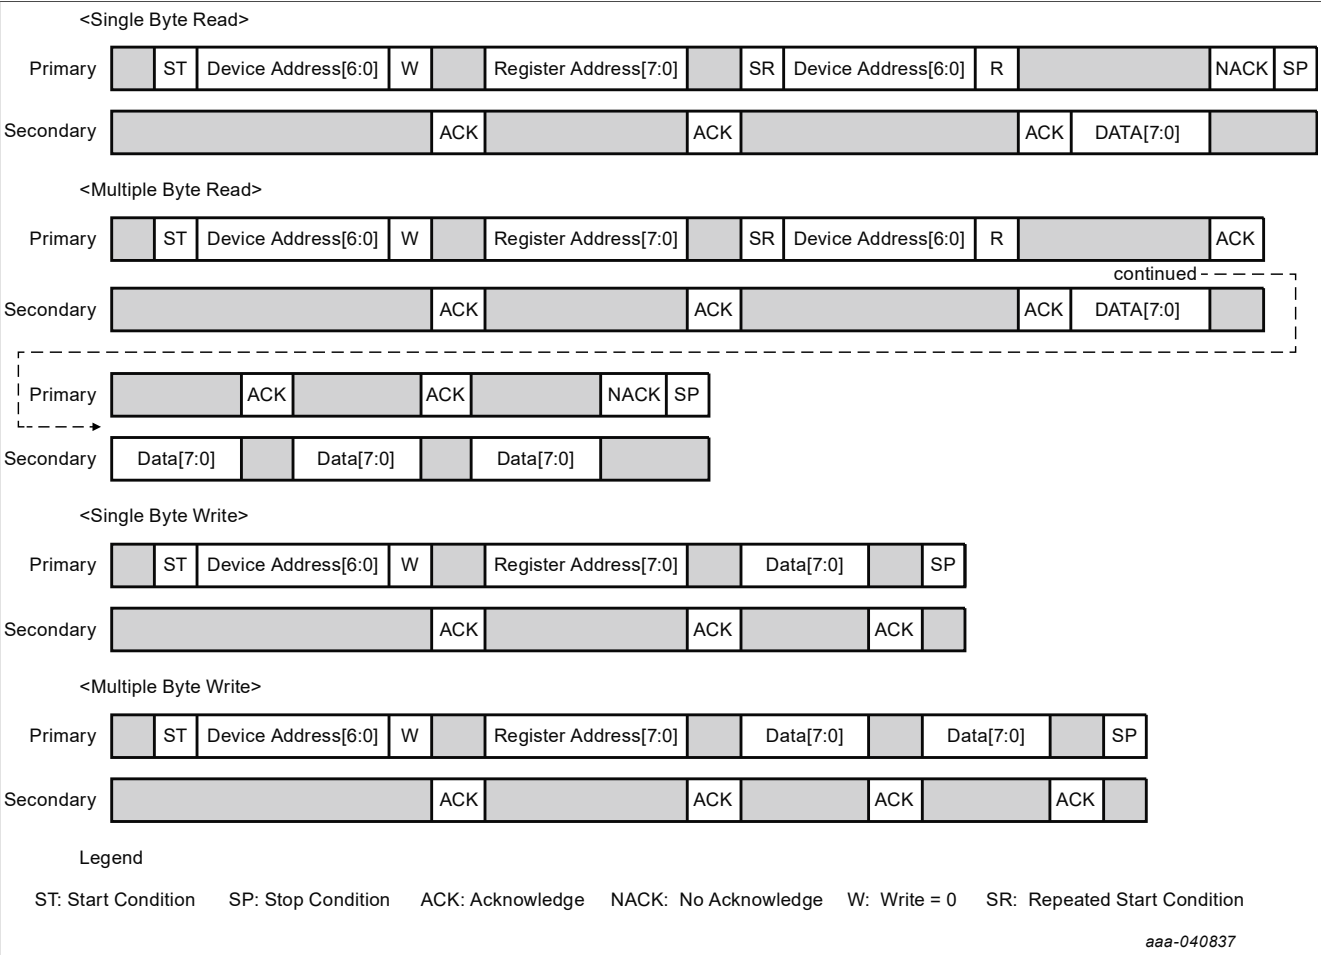 <Single Byte Read>
Primary ST Device Address[6:0] W Register Address[7:0] SR Device Address[6:0] R NACK SP
Secondary ACK ACK ACK DATA[7:0]
<Multiple Byte Read>
Primary ST Device Address[6:0] W Register Address[7:0] SR Device Address[6:0] R ACK
continued
Secondary ACK ACK ACK DATA[7:0]
Primary ACK ACK NACK SP
Secondary Data[7:0] Data[7:0] Data[7:0]
<Single Byte Write>
Primary ST Device Address[6:0] W Register Address[7:0] Data[7:0] SP
Secondary ACK ACK ACK
<Multiple Byte Write>
Primary ST Device Address[6:0] W Register Address[7:0] Data[7:0] Data[7:0] SP
Secondary ACK ACK ACK ACK
Legend
ST: Start Condition SP: Stop Condition ACK: Acknowledge NACK: No Acknowledge W: Write = 0 SR: Repeated Start Condition
aaa-040837